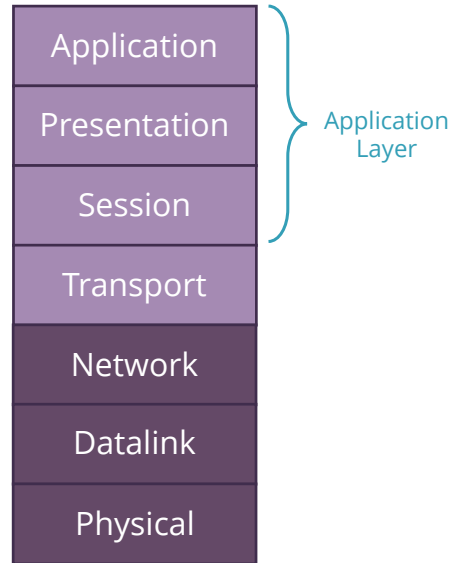 Application
Presentation
Session
Transport
Network
Datalink
Physical
Application
Layer